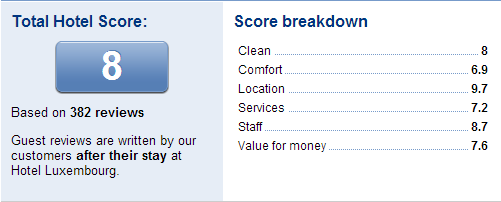 Total Hotel Score:
8
Based on 382 reviews
Guest reviews are written by our
customers after their stay at
Hotel Luxembourg.
Score breakdown
Clean 8
Comfort 6.9
Location 9.7
Services 7.2
Staff 8.7
Value for money 7.6